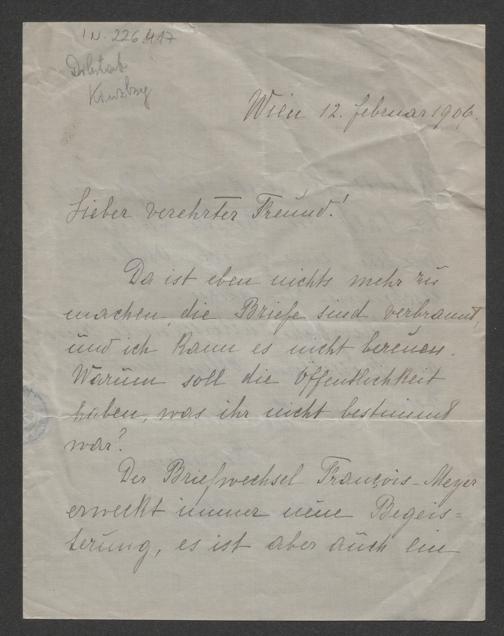 IN. 226.417
Wien 12. Februar 1906.
Lieber verehrter Freund!
Da ist eben nichts mehr zu
machen, die Briefe sind verbrannt,
und ich kann es nicht bereuen.
Warum soll die Öffentlichkeit
haben, was ihr nicht bestimmt
war?
Der Briefwechsel François-Meyer
erweckt immer neue Begeis=
terung, es ist aber auch ein